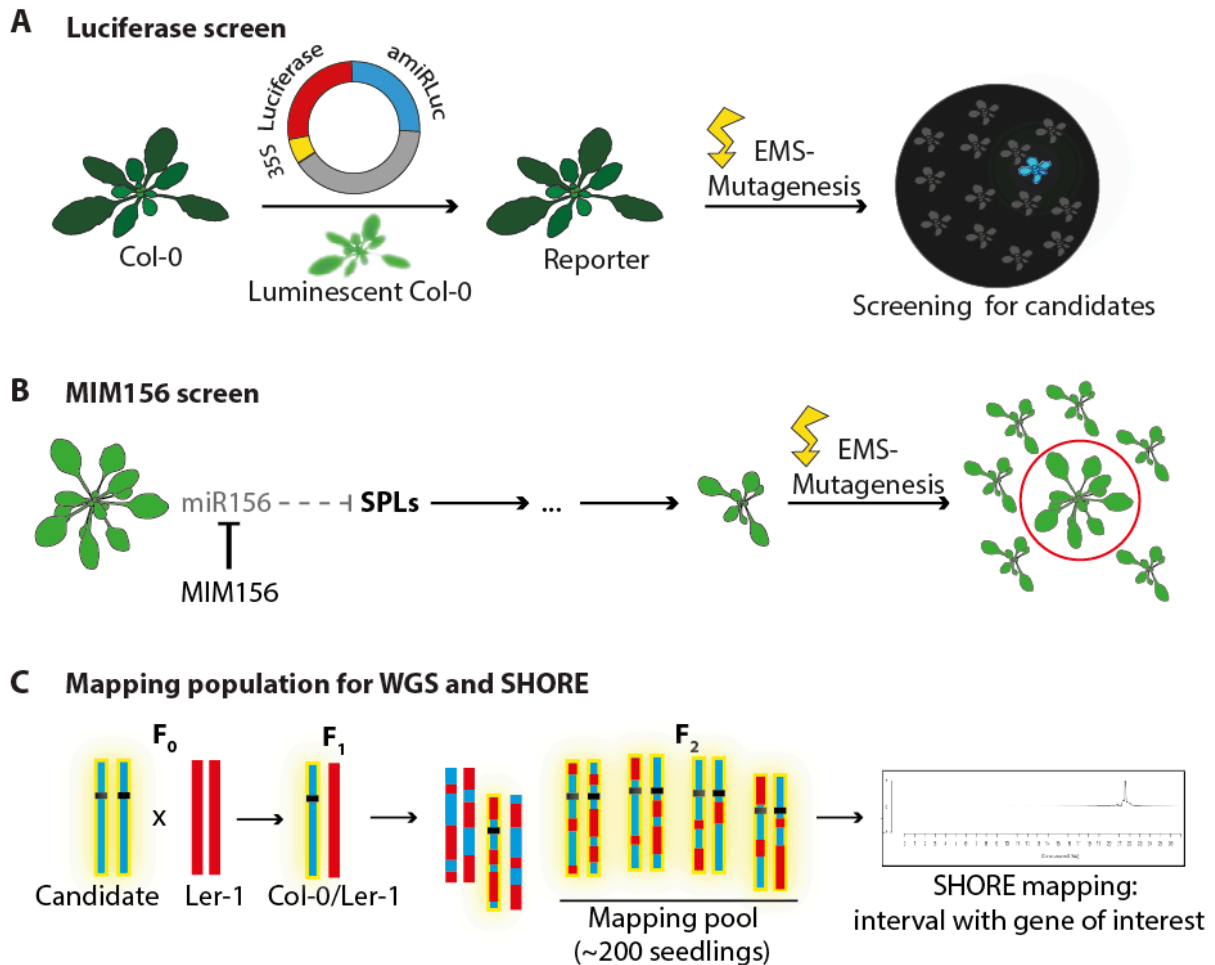 A Luciferase screen
35S Luciferase amiRLuc
Col-0
Luminescent Col-0
Reporter
EMS-
Mutagenesis
Screening for candidates
B MIM156 screen
miR156
SPLs
...
MIM156
EMS-
Mutagenesis
C Mapping population for WGS and SHORE
F0
F1
F2
x
Candidate
Ler-1
Col-0/Ler-1
Mapping pool
(~200 seedlings)
SHORE mapping:
interval with gene of interest